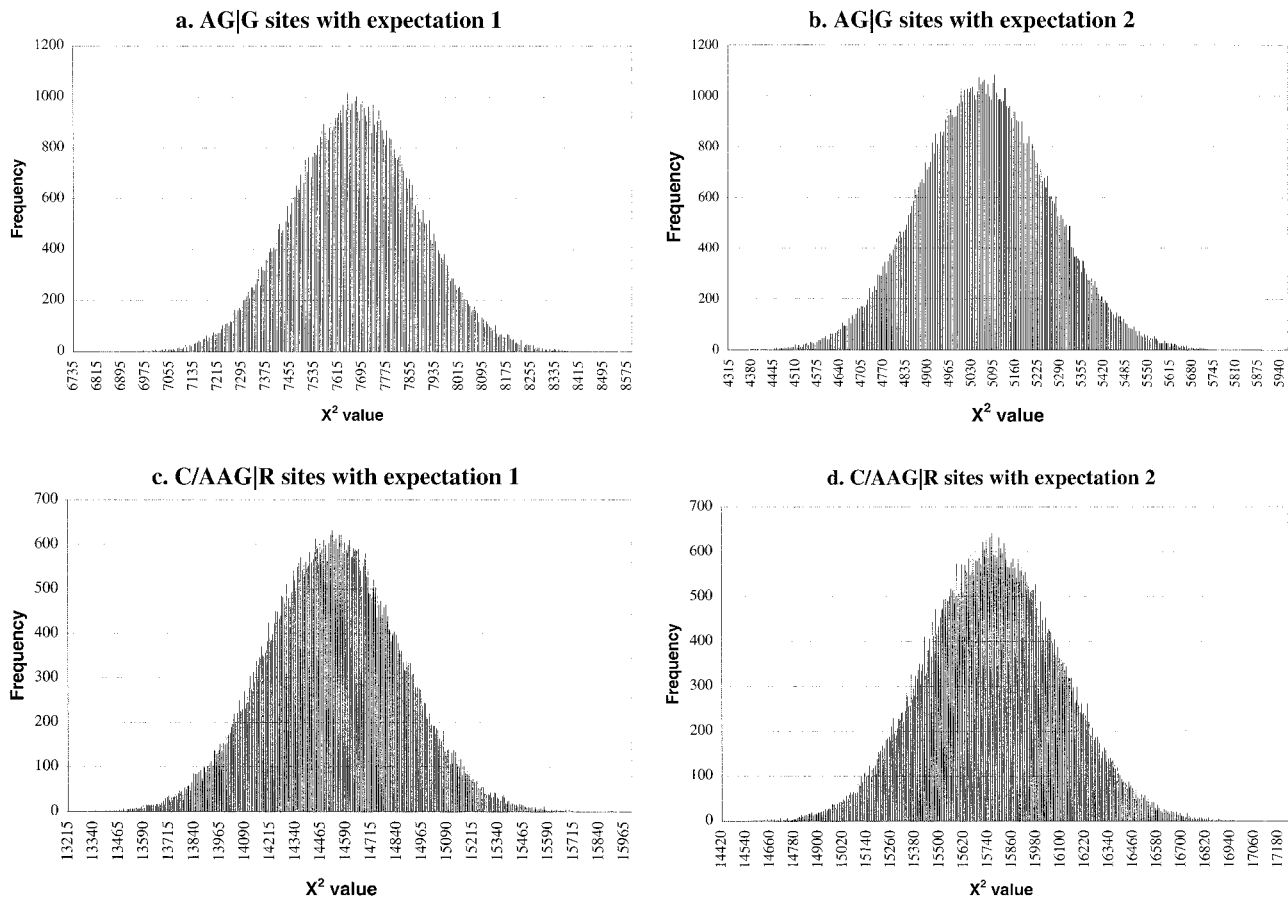 a. AG|G sites with expectation 1
1200
1000
800
600
400
200
0
Frequency
6735 6815 6895 6975 7055 7135 7215 7295 7375 7455 7535 7615 7695 7775 7855 7935 8015 8095 8175 8255 8335 8415 8495 8575
X² value
b. AG|G sites with expectation 2
1200
1000
800
600
400
200
0
Frequency
4315 4380 4445 4510 4575 4640 4705 4770 4835 4900 4965 5030 5095 5160 5225 5290 5355 5420 5485 5550 5615 5680 5745 5810 5875 5940
X² value
c. C/AAG|R sites with expectation 1
700
600
500
400
300
200
100
0
Frequency
13215 13340 13465 13590 13715 13840 13965 14090 14215 14340 14465 14590 14715 14840 14965 15090 15215 15340 15465 15590 15715 15840 15965
X² value
d. C/AAG|R sites with expectation 2
700
600
500
400
300
200
100
0
Frequency
14420 14540 14660 14780 14900 15020 15140 15260 15380 15500 15620 15740 15860 15980 16100 16220 16340 16460 16580 16700 16820 16940 17060 17180
X² value